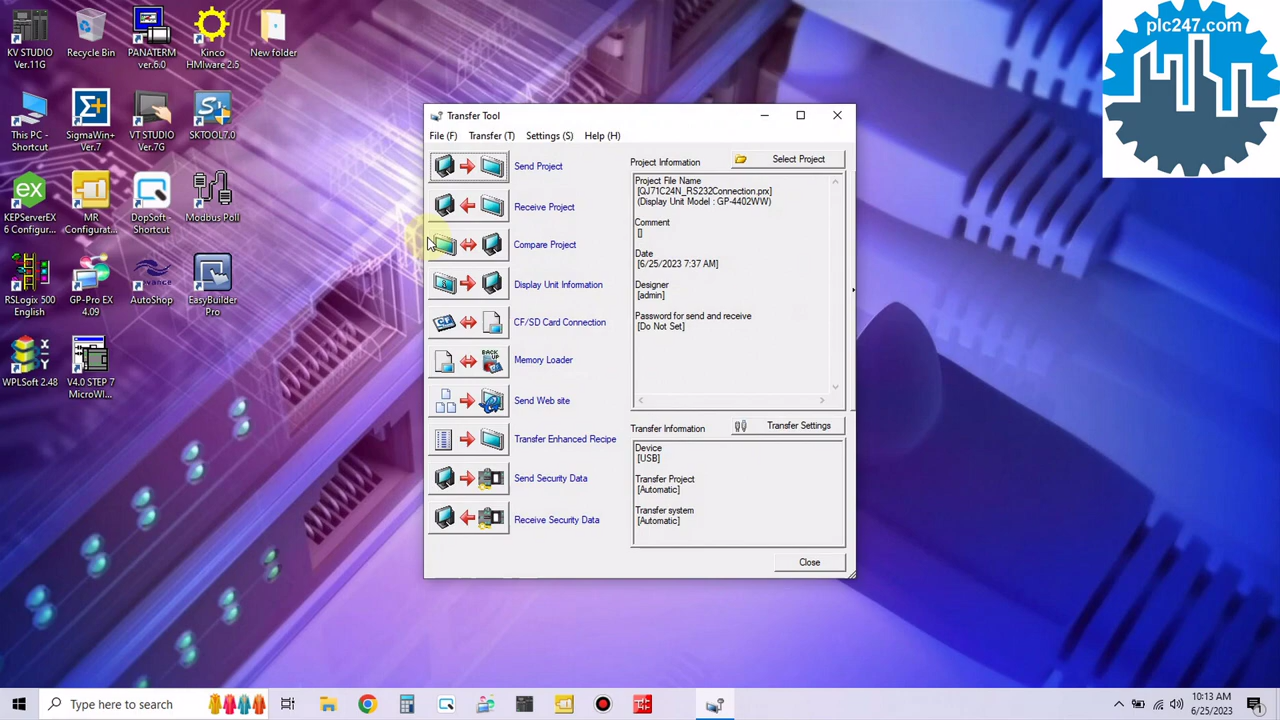 KV STUDIO
Ver.11G
Recycle Bin
PANATERM
ver.6.0
Kinco
HMIware 2.5
New folder
This PC -
Shortcut
SigmaWin+
Ver.7
VT STUDIO
Ver.7G
SKTOOL7.0
KEPServerEX
6 Configur...
MR
Configurat...
DopSoft -
Shortcut
Modbus Poll
RSLogix 500
English
GP-Pro EX
4.09
AutoShop
EasyBuilder
Pro
WPLSoft 2.48
V4.0 STEP 7
MicroWI...
plc247.com
Transfer Tool
File (F)
Transfer (T)
Settings (S)
Help (H)
Send Project
Receive Project
Compare Project
Display Unit Information
CF/SD Card Connection
Memory Loader
Send Web site
Transfer Enhanced Recipe
Send Security Data
Receive Security Data
Project Information
Select Project
Project File Name
[QJ71C24N_RS232Connection.prx]
(Display Unit Model : GP-4402WW)
Comment
[]
Date
[6/25/2023 7:37 AM]
Designer
[admin]
Password for send and receive
[Do Not Set]
Transfer Information
Transfer Settings
Device
[USB]
Transfer Project
[Automatic]
Transfer system
[Automatic]
Close
Type here to search
10:13 AM
6/25/2023